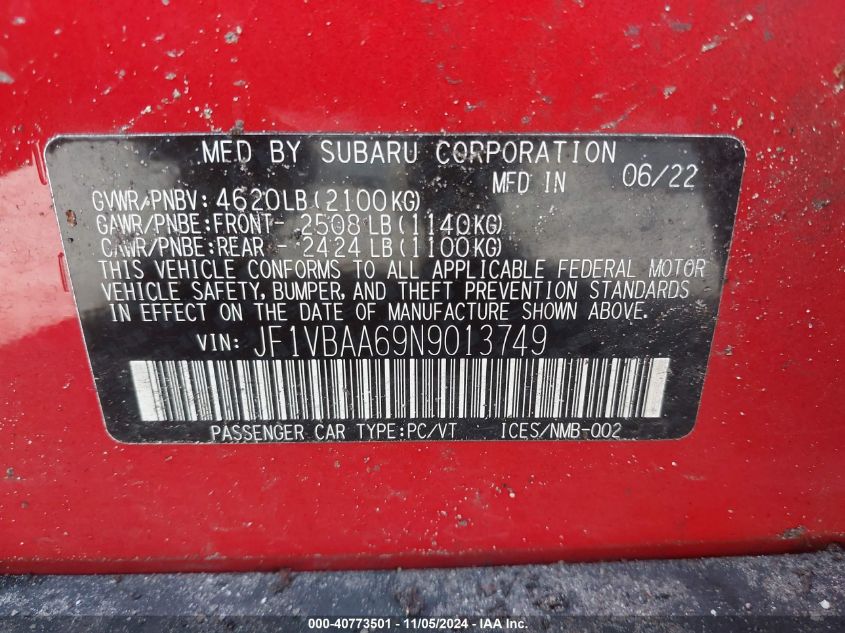 MFD BY SUBARU CORPORATION
MFD IN 06/22
GVWR/PNBV: 4620LB(2100KG)
GAWR/PNBE:FRONT- 2508LB(1140KG)
GAWR/PNBE:REAR - 2424LB(1100KG)
THIS VEHICLE CONFORMS TO ALL APPLICABLE FEDERAL MOTOR
VEHICLE SAFETY, BUMPER, AND THEFT PREVENTION STANDARDS
IN EFFECT ON THE DATE OF MANUFACTURE SHOWN ABOVE.
VIN: JF1VBAA69N9013749
PASSENGER CAR TYPE:PC/VT ICES/NMB-002
000-40773501 - 11/05/2024 - IAA Inc.